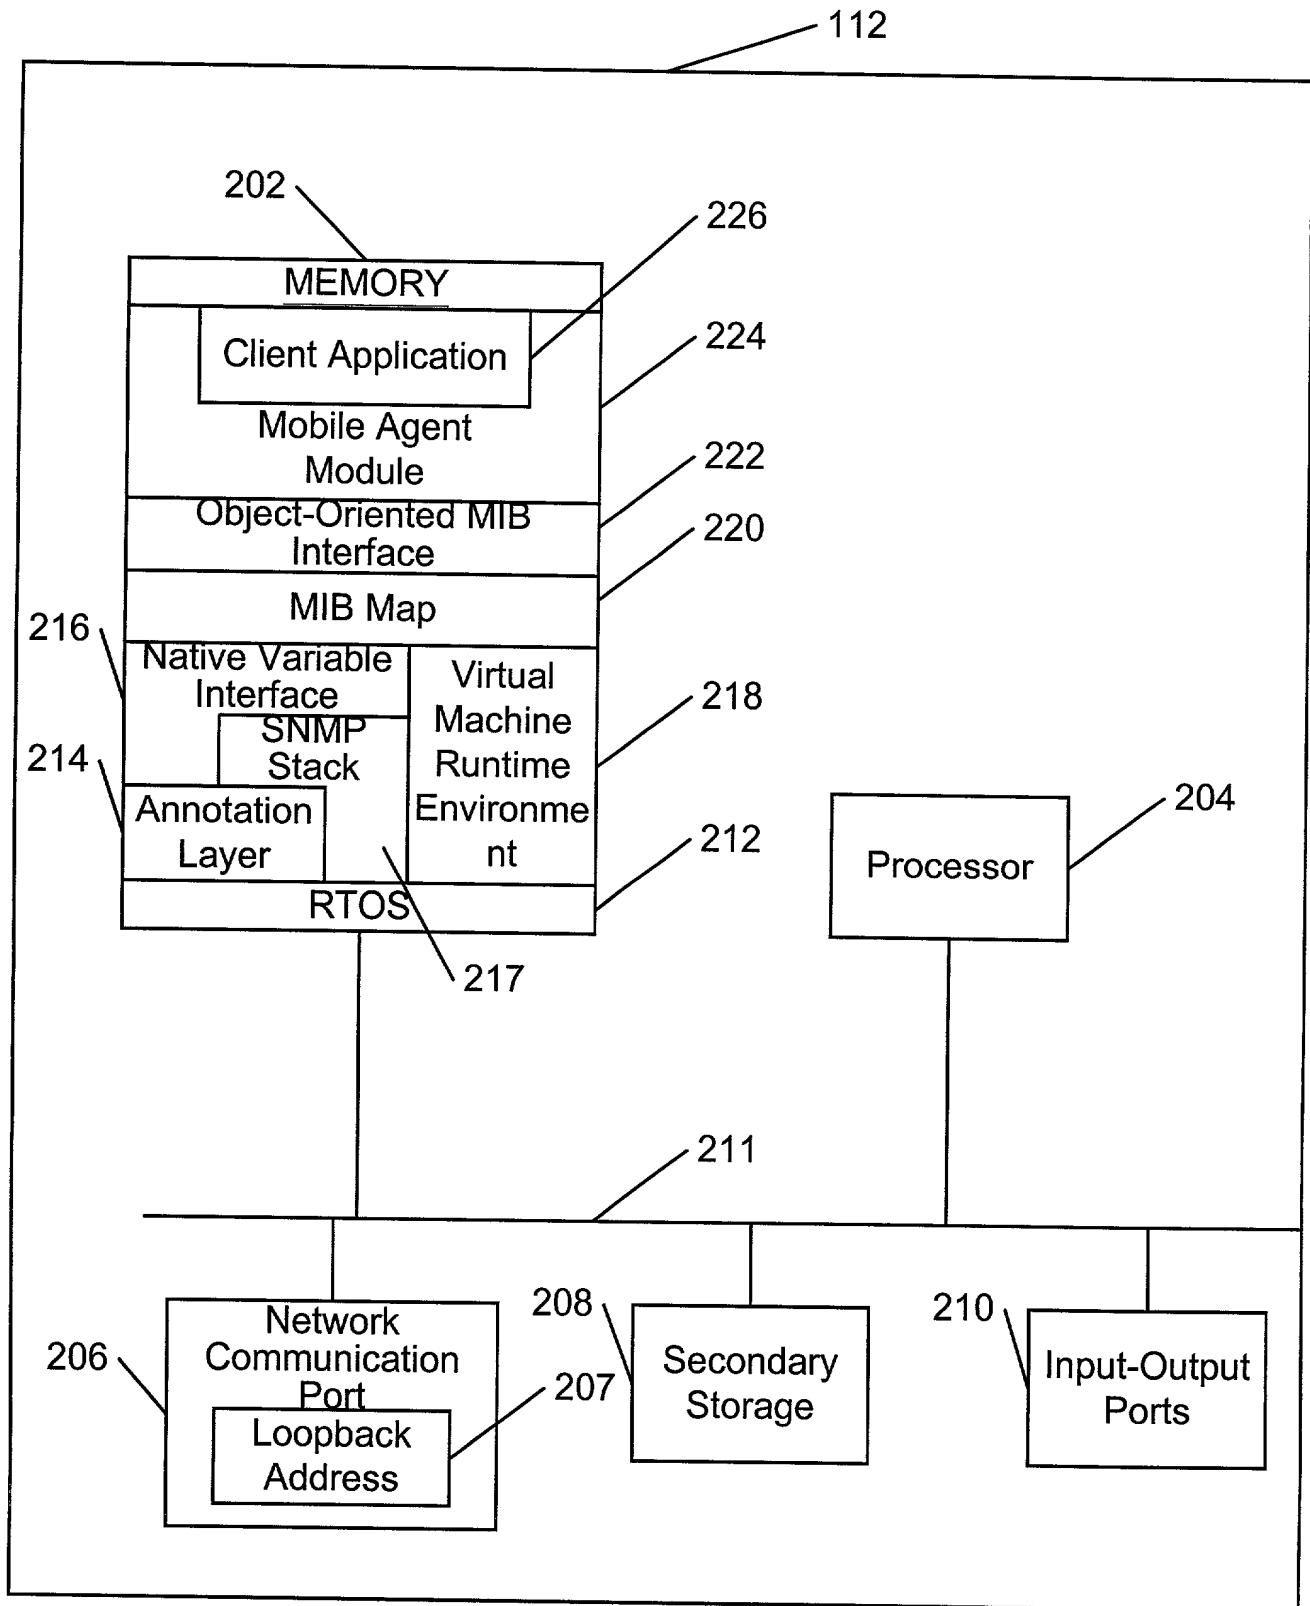 112
202
226
MEMORY
Client Application
224
Mobile Agent
Module
222
Object-Oriented MIB
Interface
220
MIB Map
216
Native Variable
Interface
Virtual
Machine
Runtime
Environme
nt
218
SNMP
Stack
214
Annotation
Layer
204
Processor
212
RTOS
217
211
208
210
Network
Communication
Port
206
207
Secondary
Storage
Input-Output
Ports
Loopback
Address